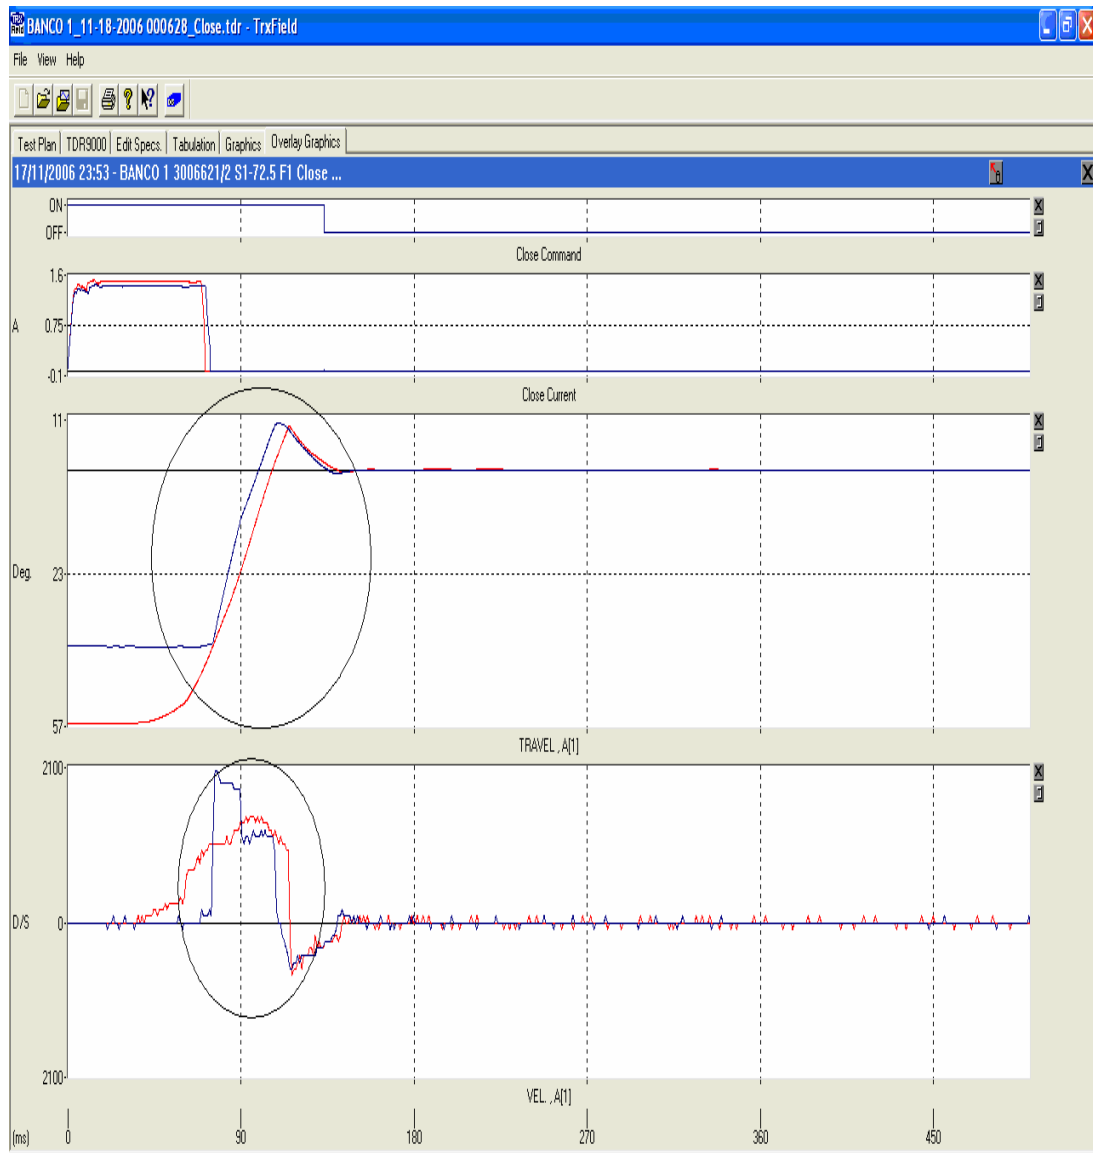 BANCO 1_11-18-2006 000628_Close.tdr - TrxField
File View Help
Test Plan TDR9000 Edit Specs. Tabulation Graphics Overlay Graphics
17/11/2006 23:53 - BANCO 1 3006621/2 S1-72.5 F1 Close ...
ON
OFF
Close Command
1.6
A 0.75
-0.1
Close Current
11
Deg. 23
57
TRAVEL , A[1]
2100
D/S 0
2100
VEL. , A[1]
(ms) 0 90 180 270 360 450